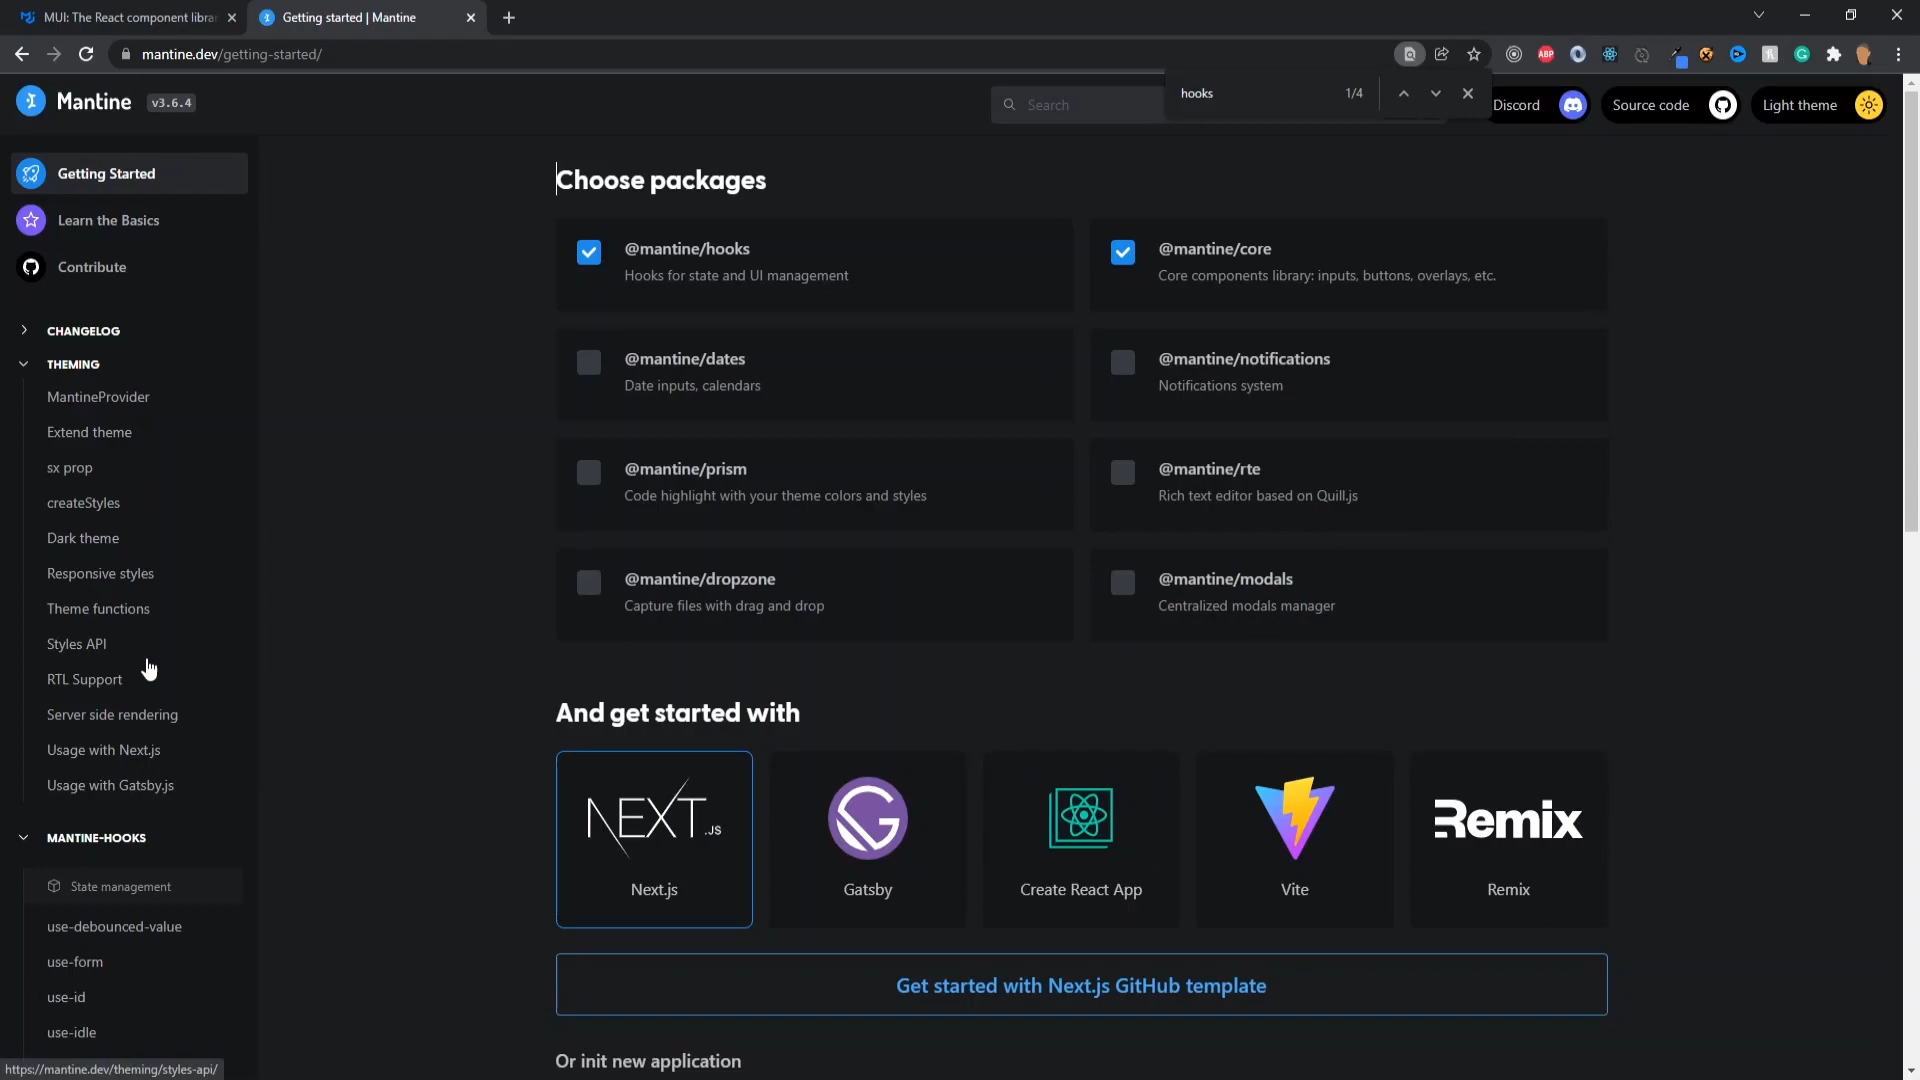 MUI: The React component librar
Getting started | Mantine
mantine.dev/getting-started/
ABP
Mantine
v3.6.4
Search
hooks
1/4
Discord
Source code
Light theme
Getting Started
Learn the Basics
Contribute
CHANGELOG
THEMING
MantineProvider
Extend theme
sx prop
createStyles
Dark theme
Responsive styles
Theme functions
Styles API
RTL Support
Server side rendering
Usage with Next.js
Usage with Gatsby.js
MANTINE-HOOKS
State management
use-debounced-value
use-form
use-id
use-idle
https://mantine.dev/theming/styles-api/
Choose packages
@mantine/hooks
Hooks for state and UI management
@mantine/core
Core components library: inputs, buttons, overlays, etc.
@mantine/dates
Date inputs, calendars
@mantine/notifications
Notifications system
@mantine/prism
Code highlight with your theme colors and styles
@mantine/rte
Rich text editor based on Quill.js
@mantine/dropzone
Capture files with drag and drop
@mantine/modals
Centralized modals manager
And get started with
NEXT.JS
Next.js
Gatsby
Create React App
Vite
Remix
Remix
Get started with Next.js GitHub template
Or init new application